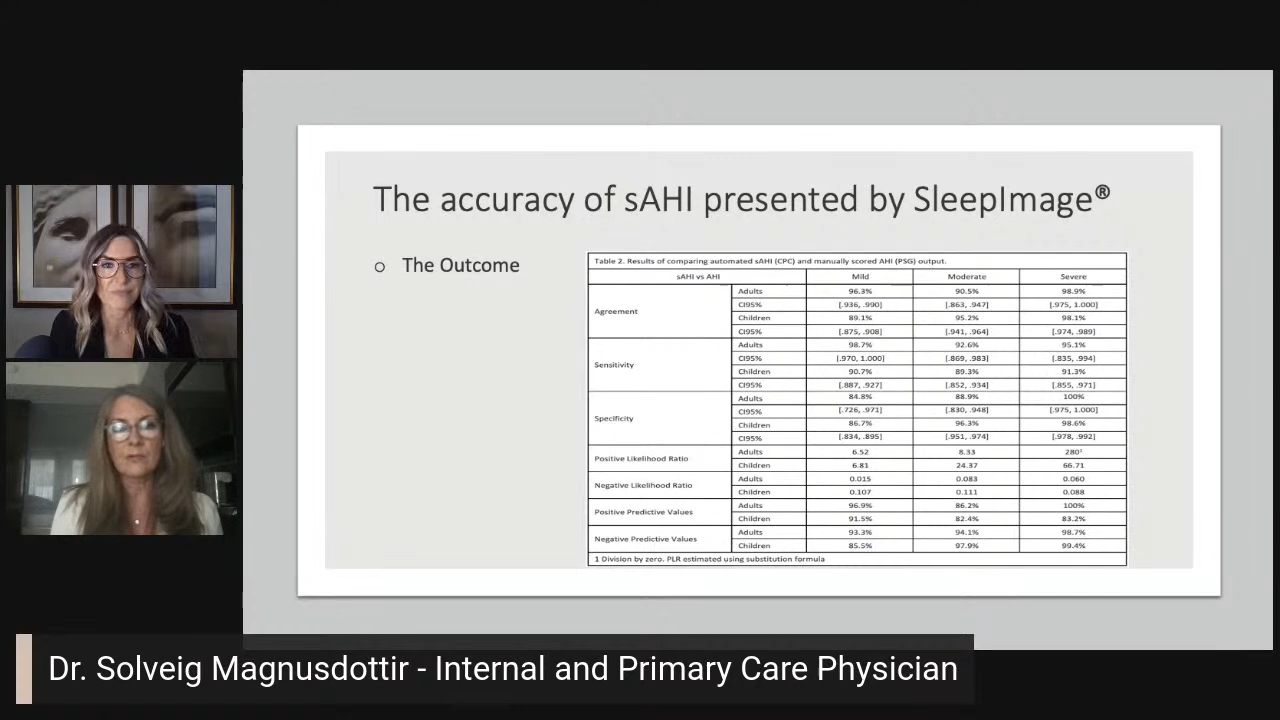 The accuracy of sAHI presented by SleepImage®
o The Outcome
Table 2. Results of comparing automated sAHI (CPC) and manually scored AHI (PSG) output.
sAHI vs AHI Mild Moderate Severe
Agreement
Adults 96.3% 90.5% 98.9%
CI95% [.936, .990] [.863, .947] [.975, 1.000]
Children 89.1% 95.2% 98.1%
CI95% [.875, .908] [.941, .964] [.974, .989]
Sensitivity
Adults 98.7% 92.6% 95.1%
CI95% [.970, 1.000] [.869, .983] [.835, .994]
Children 90.7% 89.3% 91.3%
CI95% [.887, .927] [.852, .934] [.855, .971]
Specificity
Adults 84.8% 88.9% 100%
CI95% [.726, .971] [.830, .948] [.975, 1.000]
Children 86.7% 96.3% 98.6%
CI95% [.834, .895] [.951, .974] [.978, .992]
Positive Likelihood Ratio
Adults 6.52 8.33 280¹
Children 6.81 24.37 66.71
Negative Likelihood Ratio
Adults 0.015 0.083 0.060
Children 0.107 0.111 0.088
Positive Predictive Values
Adults 96.9% 86.2% 100%
Children 91.5% 82.4% 83.2%
Negative Predictive Values
Adults 93.3% 94.1% 98.7%
Children 85.5% 97.9% 99.4%
1 Division by zero. PLR estimated using substitution formula
Dr. Solveig Magnusdottir - Internal and Primary Care Physician